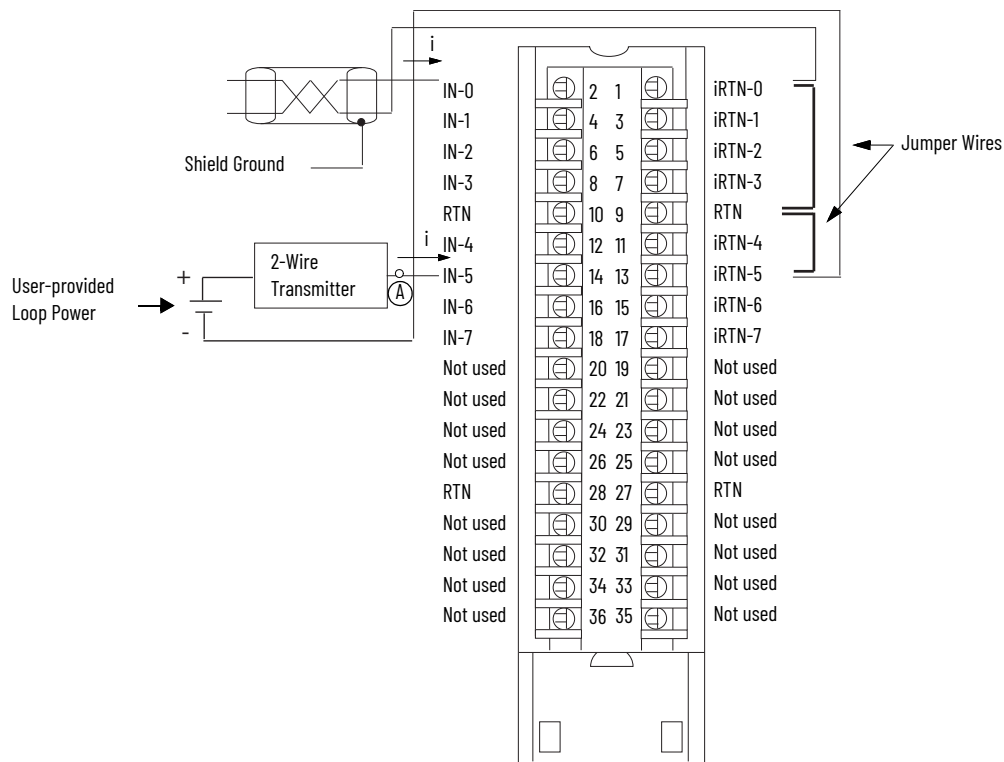 i
IN-0 2 1 iRTN-0
IN-1 4 3 iRTN-1
IN-2 6 5 iRTN-2
Jumper Wires
Shield Ground
IN-3 8 7 iRTN-3
RTN 10 9 RTN
i
IN-4 12 11 iRTN-4
2-Wire
Transmitter
+
IN-5 14 13 iRTN-5
A
User-provided
Loop Power
IN-6 16 15 iRTN-6
-
IN-7 18 17 iRTN-7
Not used 20 19 Not used
Not used 22 21 Not used
Not used 24 23 Not used
Not used 26 25 Not used
RTN 28 27 RTN
Not used 30 29 Not used
Not used 32 31 Not used
Not used 34 33 Not used
Not used 36 35 Not used